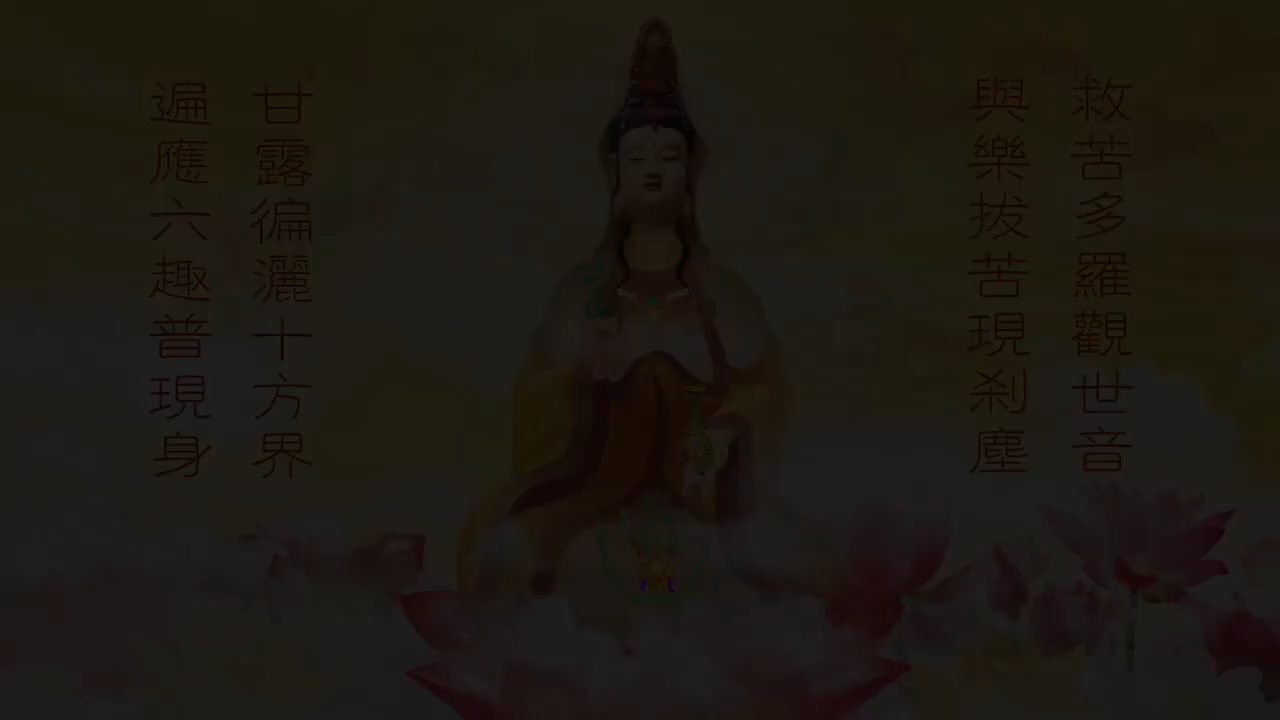 救苦多羅觀世音
與樂拔苦現剎塵
甘露徧灑十方界
遍應六趣普現身